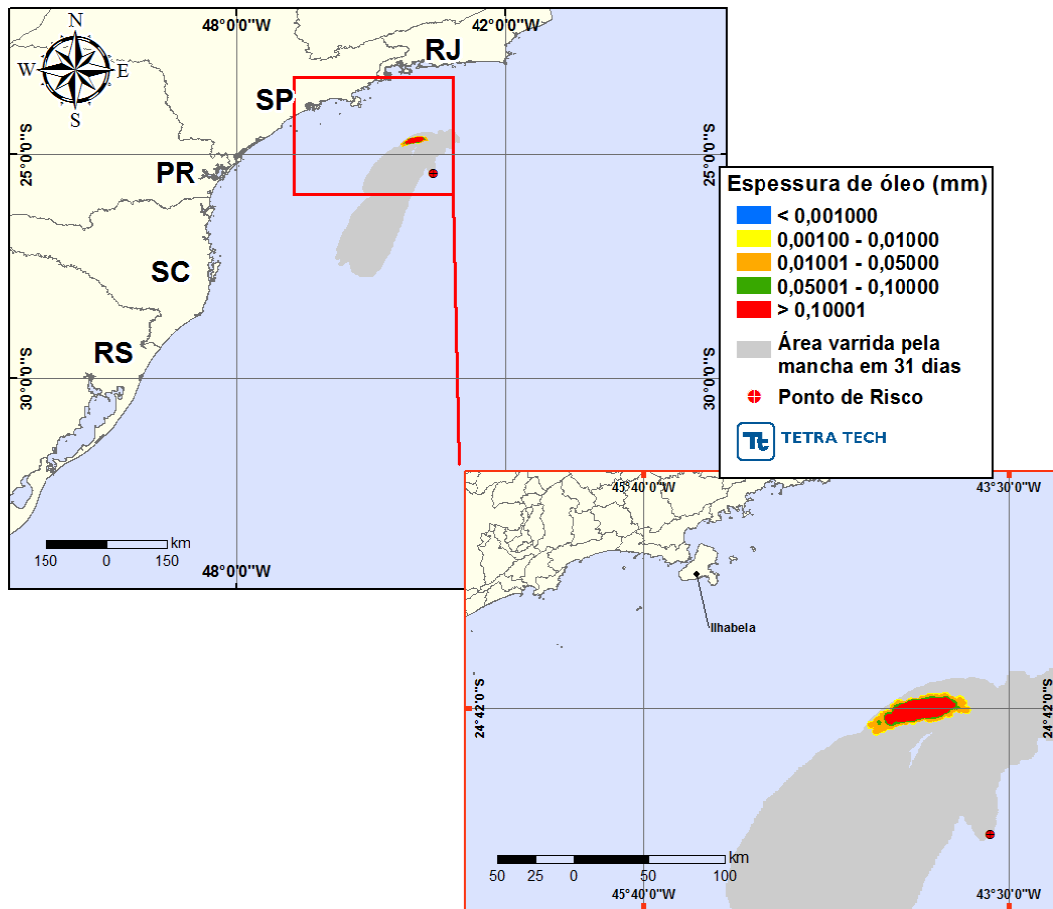 N
W E
S
48°0'0"W
42°0'0"W
RJ
SP
PR
SC
RS
25°0'0"S
25°0'0"S
30°0'0"S
30°0'0"S
150 0 150 km
48°0'0"W
Espessura de óleo (mm)
< 0,001000
0,00100 - 0,01000
0,01001 - 0,05000
0,05001 - 0,10000
> 0,10001
Área varrida pela
mancha em 31 dias
Ponto de Risco
Tt TETRA TECH
45°40'0"W
43°30'0"W
Ilhabela
24°42'0"S
24°42'0"S
50 25 0 50 100 km
45°40'0"W
43°30'0"W